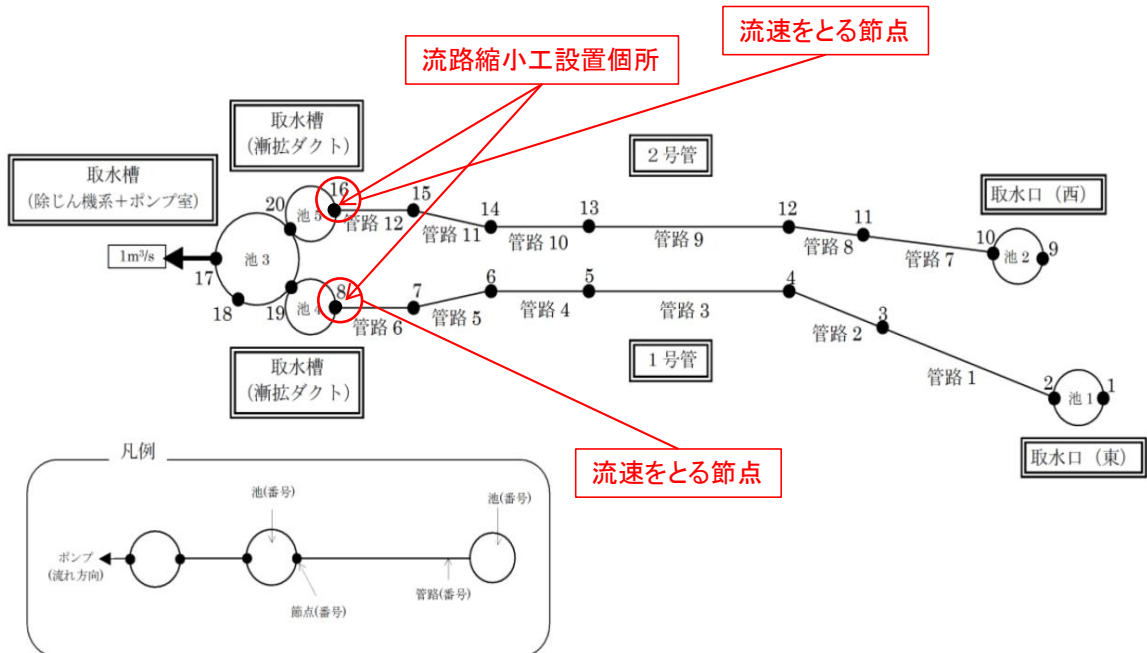 流速をとる節点
流路縮小工設置個所
取水槽
(漸拡ダクト)
２号管
取水槽
(除じん機系＋ポンプ室)
取水口（西）
16
15
20
池５
管路 12
14
13
12
11
管路 11
管路 10
管路 9
管路 8
管路 7
10
池２
9
1m³/s
池３
17
18
19
池４
8
7
6
5
4
管路 6
管路 5
管路 4
管路 3
管路 2
3
管路 1
2
池１
1
取水槽
(漸拡ダクト)
１号管
取水口（東）
流速をとる節点
凡例
池(番号)
池(番号)
ポンプ
(流れ方向)
節点(番号)
管路(番号)